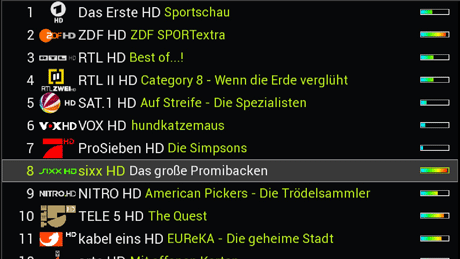 1 Das Erste HD Sportschau
2 ZDF HD ZDF HD ZDF SPORTextra
3 RTL HD Best of...!
4 RTL ZWEI HD RTL II HD Category 8 - Wenn die Erde verglüht
5 HD SAT.1 HD Auf Streife - Die Spezialisten
6 VOX HD VOX HD hundkatzemaus
7 HD ProSieben HD Die Simpsons
8 SIXX HD sixx HD Das große Promibacken
9 NITRO HD NITRO HD American Pickers - Die Trödelsammler
10 TELE 5 HD The Quest
11 HD kabel eins HD EUReKA - Die geheime Stadt